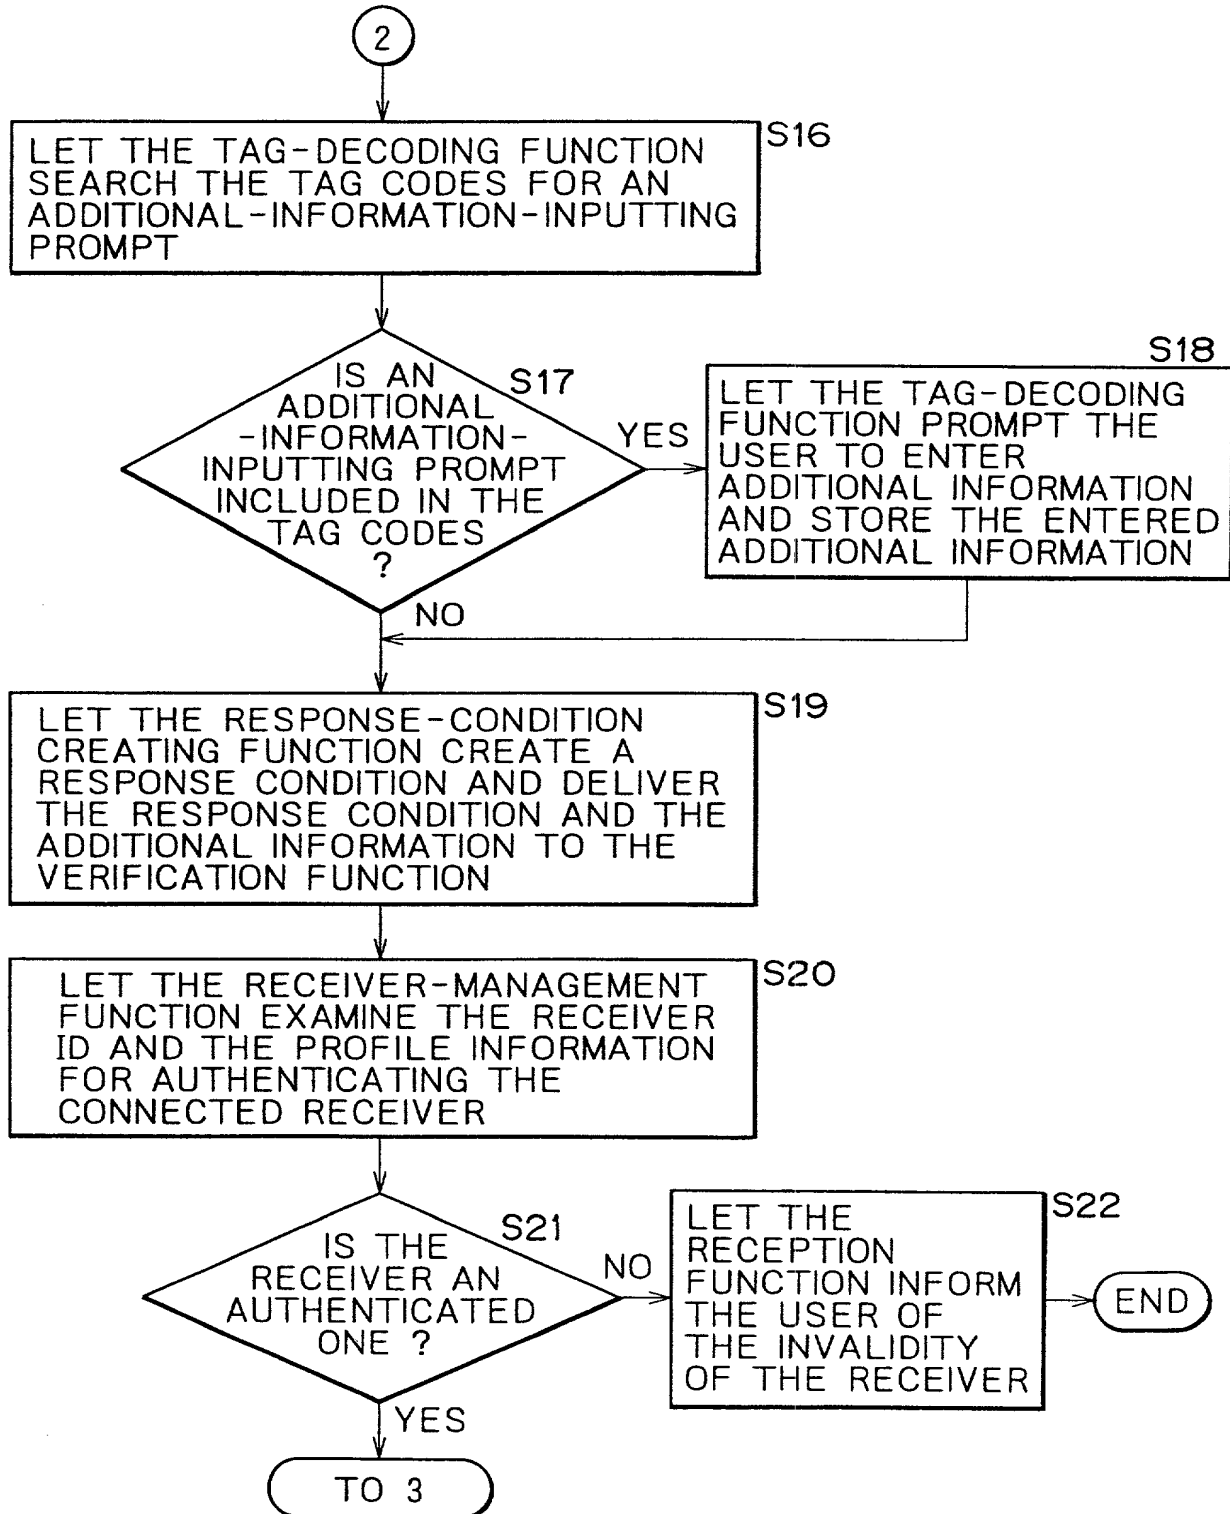 2
S16
LET THE TAG-DECODING FUNCTION
SEARCH THE TAG CODES FOR AN
ADDITIONAL-INFORMATION-INPUTTING
PROMPT
S17
IS AN
ADDITIONAL
-INFORMATION-
INPUTTING PROMPT
INCLUDED IN THE
TAG CODES
?
YES
S18
LET THE TAG-DECODING
FUNCTION PROMPT THE
USER TO ENTER
ADDITIONAL INFORMATION
AND STORE THE ENTERED
ADDITIONAL INFORMATION
NO
S19
LET THE RESPONSE-CONDITION
CREATING FUNCTION CREATE A
RESPONSE CONDITION AND DELIVER
THE RESPONSE CONDITION AND THE
ADDITIONAL INFORMATION TO THE
VERIFICATION FUNCTION
S20
LET THE RECEIVER-MANAGEMENT
FUNCTION EXAMINE THE RECEIVER
ID AND THE PROFILE INFORMATION
FOR AUTHENTICATING THE
CONNECTED RECEIVER
S21
IS THE
RECEIVER AN
AUTHENTICATED
ONE ?
NO
S22
LET THE
RECEPTION
FUNCTION INFORM
THE USER OF
THE INVALIDITY
OF THE RECEIVER
END
YES
TO 3